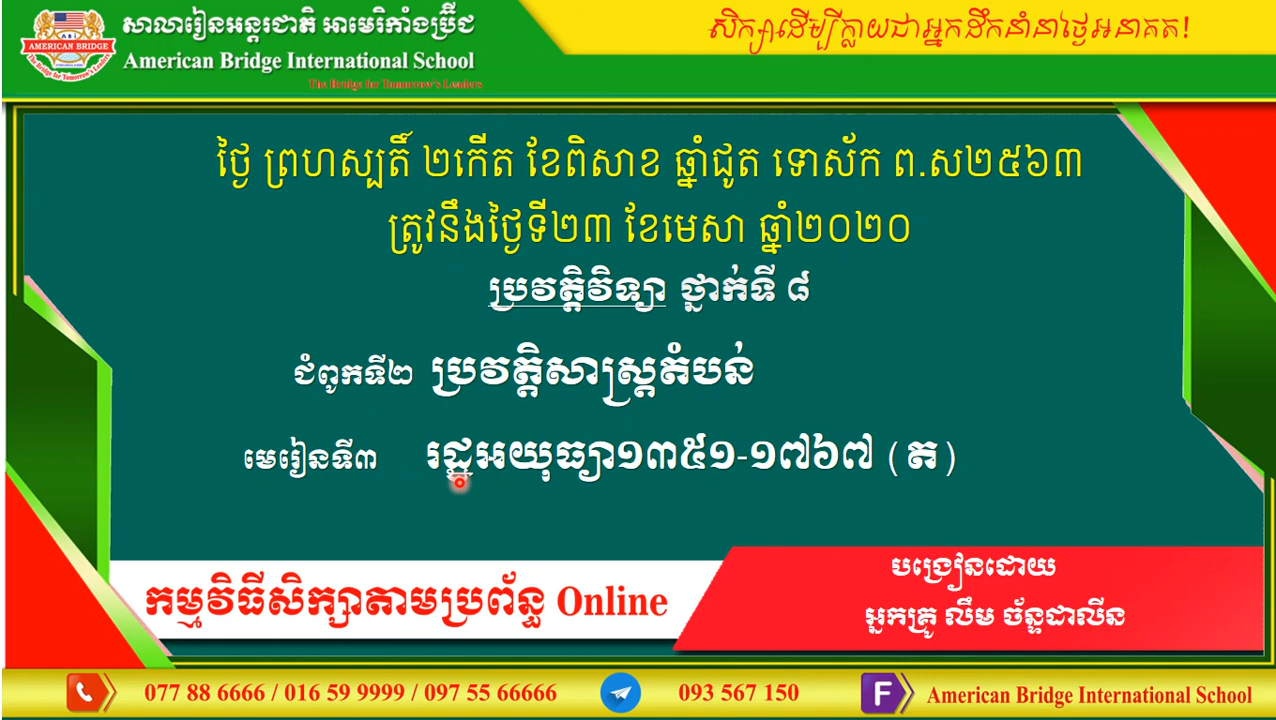 សាលារៀនអន្តរជាតិ អាមេរិកាំងប្រ៊ីជ
American Bridge International School
The Bridge for Tomorrow's Leaders
ABI
AMERICAN BRIDGE
The Bridge for Tomorrow's Leaders
សិក្សាដើម្បីក្លាយជាអ្នកដឹកនាំនាថ្ងៃអនាគត!
ថ្ងៃ ព្រហស្បតិ៍ ២កើត ខែពិសាខ ឆ្នាំជូត ទោស័ក ព.ស២៥៦៣
ត្រូវនឹងថ្ងៃទី២៣ ខែមេសា ឆ្នាំ២០២០
ប្រវត្តិវិទ្យា ថ្នាក់ទី ៨
ជំពូកទី២ ប្រវត្តិសាស្ត្រតំបន់
មេរៀនទី៣ រដ្ឋអយុធ្យា១៣៥១-១៧៦៧ (ត)
កម្មវិធីសិក្សាតាមប្រព័ន្ធ Online
បង្រៀនដោយ
អ្នកគ្រូ លឹម ច័ន្ទដាលីន
077 88 6666 / 016 59 9999 / 097 55 66666
093 567 150
F American Bridge International School